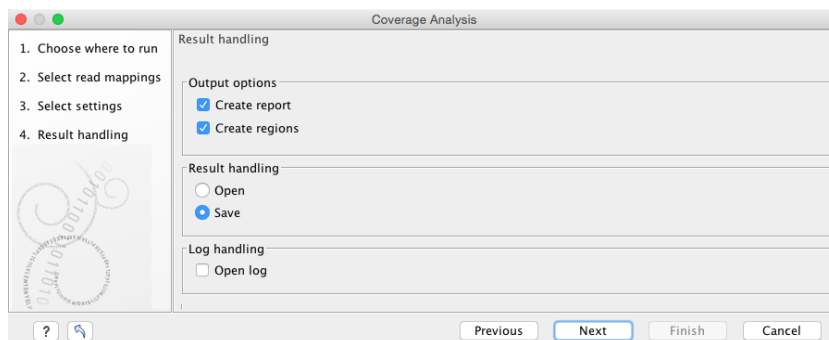 Coverage Analysis
1. Choose where to run
2. Select read mappings
3. Select settings
4. Result handling
Result handling
Output options
Create report
Create regions
Result handling
Open
Save
Log handling
Open log
? Previous Next Finish Cancel